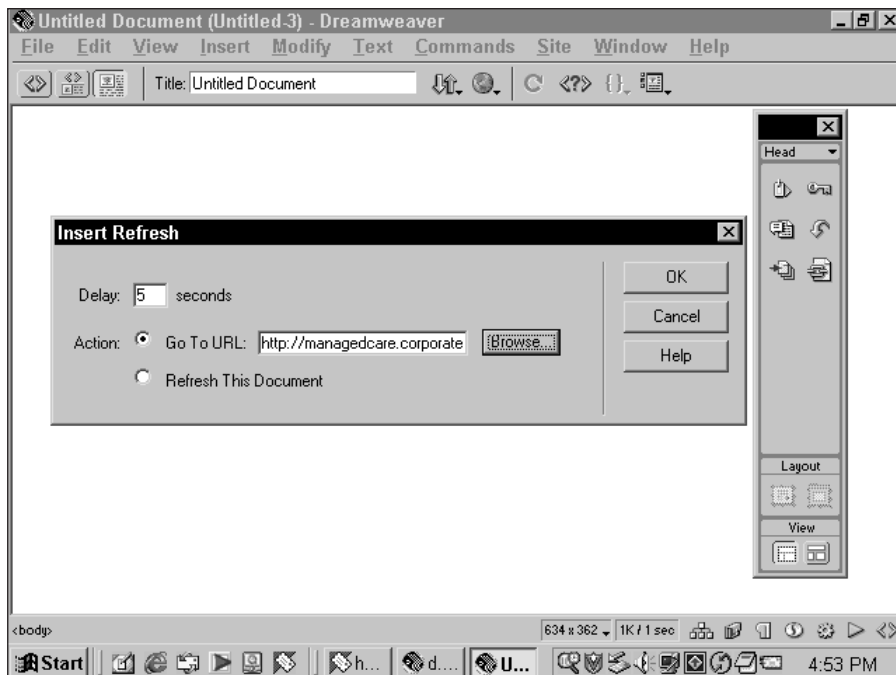 Untitled Document (Untitled-3) - Dreamweaver
File Edit View Insert Modify Text Commands Site Window Help
Title: Untitled Document
Head
Insert Refresh
Delay: 5 seconds
Action: Go To URL: http://managedcare.corporate Browse...
Refresh This Document
OK
Cancel
Help
Layout
View
<body>
634 x 362 1K / 1 sec
Start h... d.... U... 4:53 PM